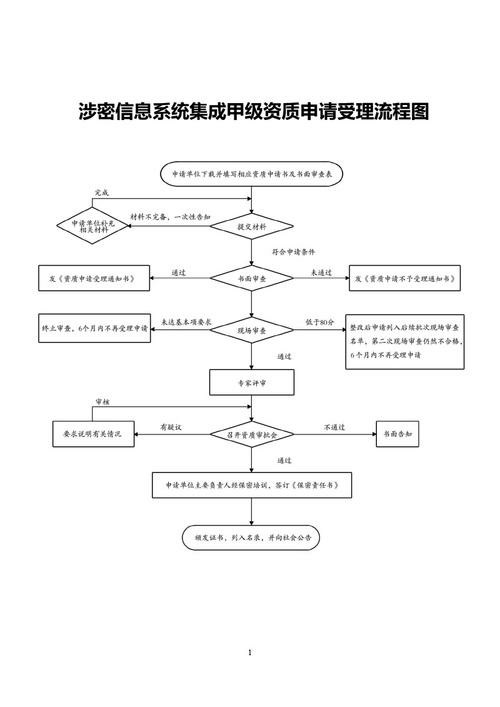 涉密信息系统集成甲级资质申请受理流程图
申请单位下载并填写相应资质申请书及书面审查表
完成
申请单位补充
相关材料
材料不完备，一次性告知
提交材料
符合申请条件
发《资质申请受理通知书》
通过
书面审查
未通过
发《资质申请不予受理通知书》
终止审查，6个月内不再受理申请
未达基本项要求
现场审查
低于80分
整改后申请列入后续批次现场审查
名单，第二次现场审查仍然不合格，
6个月内不再受理申请
通过
专家评审
审核
要求说明有关情况
有疑议
召开资质审批会
不通过
书面告知
通过
申请单位主要负责人经保密培训，签订《保密责任书》
颁发证书、列入名录，并向社会公告
1